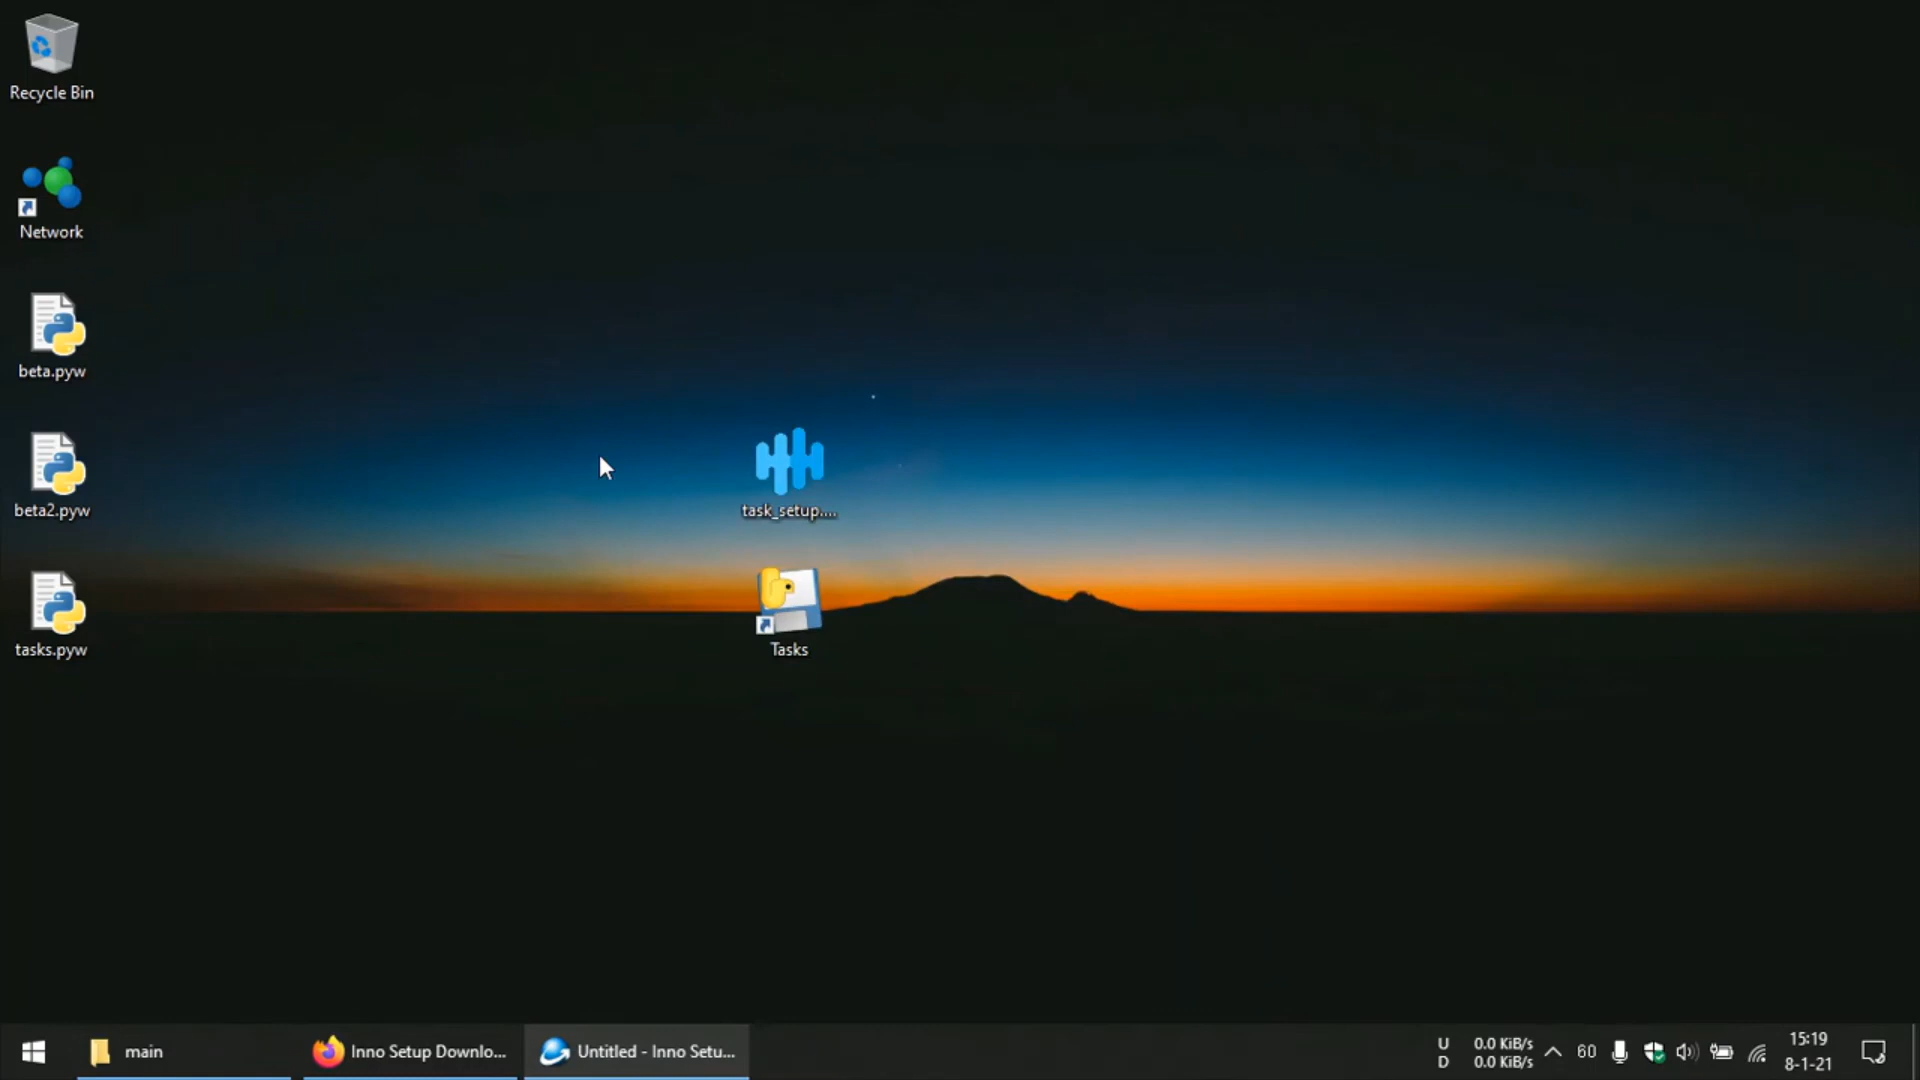 Recycle Bin
Network
beta.pyw
beta2.pyw
tasks.pyw
task_setup....
Tasks
main
Inno Setup Downlo...
Untitled - Inno Setu...
U 0.0 KiB/s
D 0.0 KiB/s
60
15:19
8-1-21